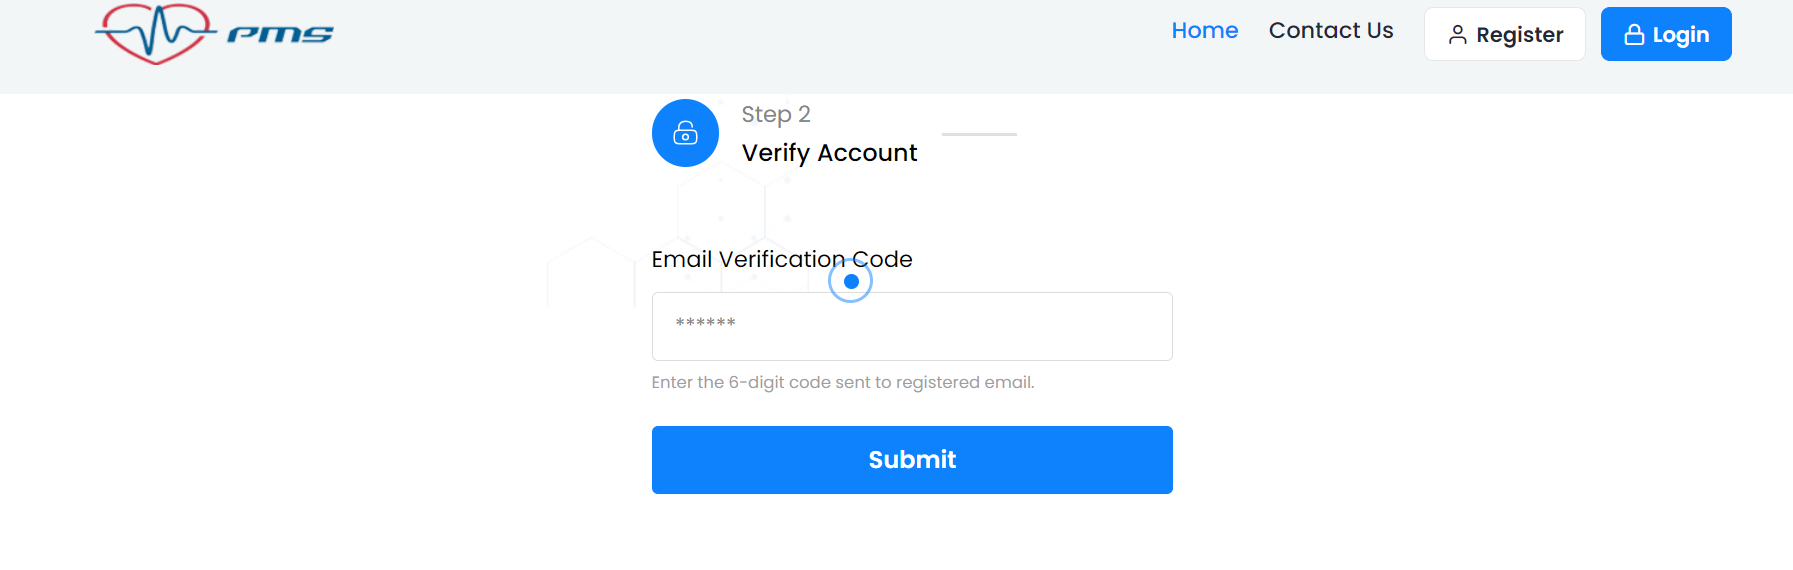 PMS
Home
Contact Us
Register
Login
Step 2
Verify Account
Email Verification Code
******
Enter the 6-digit code sent to registered email.
Submit